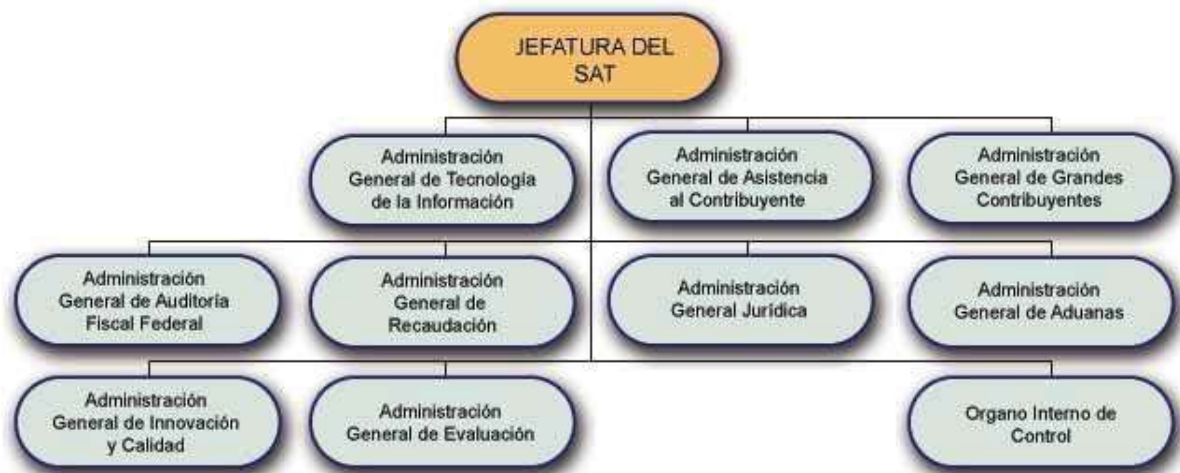 JEFATURA DEL
SAT
Administración
General de Tecnología
de la Información
Administración
General de Asistencia
al Contribuyente
Administración
General de Grandes
Contribuyentes
Administración
General de Auditoría
Fiscal Federal
Administración
General de
Recaudación
Administración
General Jurídica
Administración
General de Aduanas
Administración
General de Innovación
y Calidad
Administración
General de Evaluación
Organo Interno de
Control